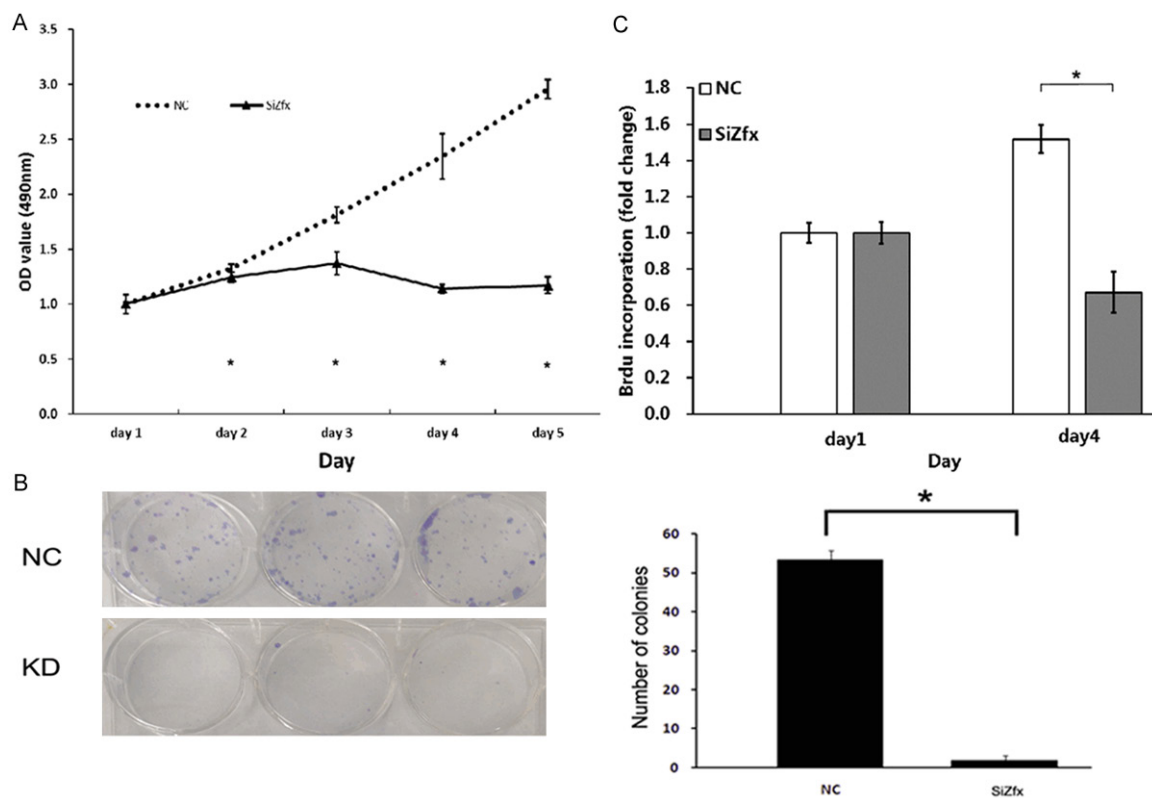 A
OD value (490nm)
3.5
3.0
2.5
2.0
1.5
1.0
0.5
0.0
NC
SiZfx
*
*
*
*
day 1
day 2
day 3
day 4
day 5
Day
C
Brdu incorporation (fold change)
1.8
1.6
1.4
1.2
1.0
0.8
0.6
0.4
0.2
0.0
NC
SiZfx
*
day1
day4
Day
B
NC
KD
*
Number of colonies
60
50
40
30
20
10
0
NC
SiZfx